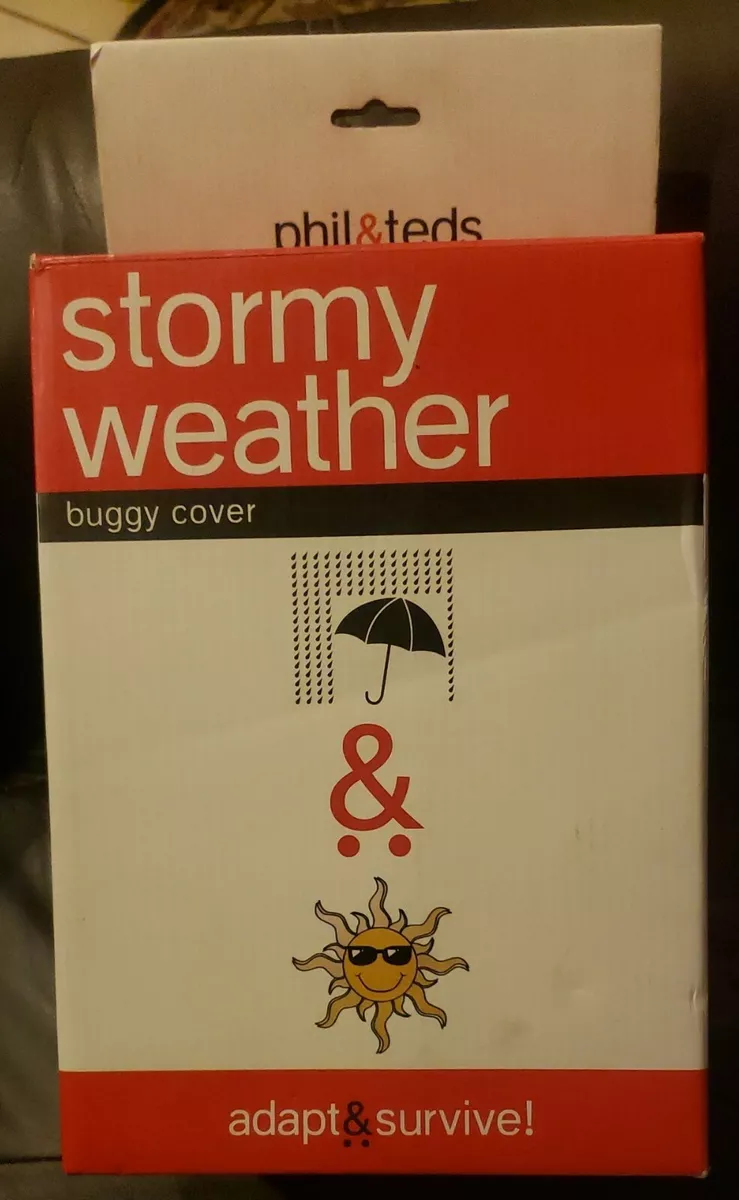 phil&teds
stormy
weather
buggy cover
&
adapt&survive!